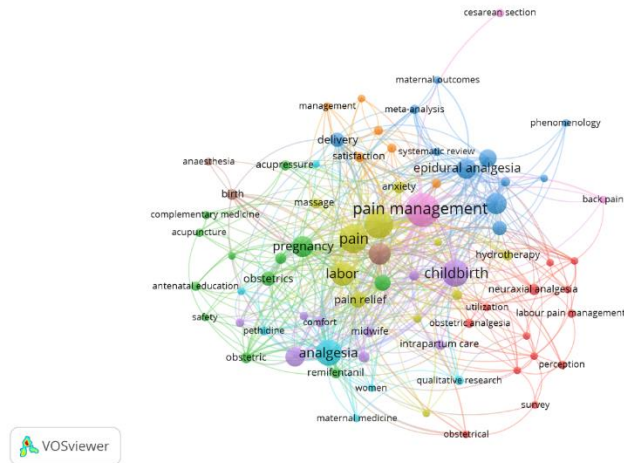 cesarean section
maternal outcomes
management
meta-analysis
phenomenology
delivery
systematic review
anaesthesia
acupressure
satisfaction
epidural analgesia
birth
anxiety
massage
back pain
complementary medicine
pain management
acupuncture
pregnancy
pain
hydrotherapy
obstetrics
labor
childbirth
antenatal education
neuraxial analgesia
pain relief
utilization
safety
comfort
obstetric analgesia
labour pain management
pethidine
midwife
intrapartum care
obstetric
analgesia
perception
remifentanil
women
qualitative research
survey
maternal medicine
obstetrical
VOSviewer